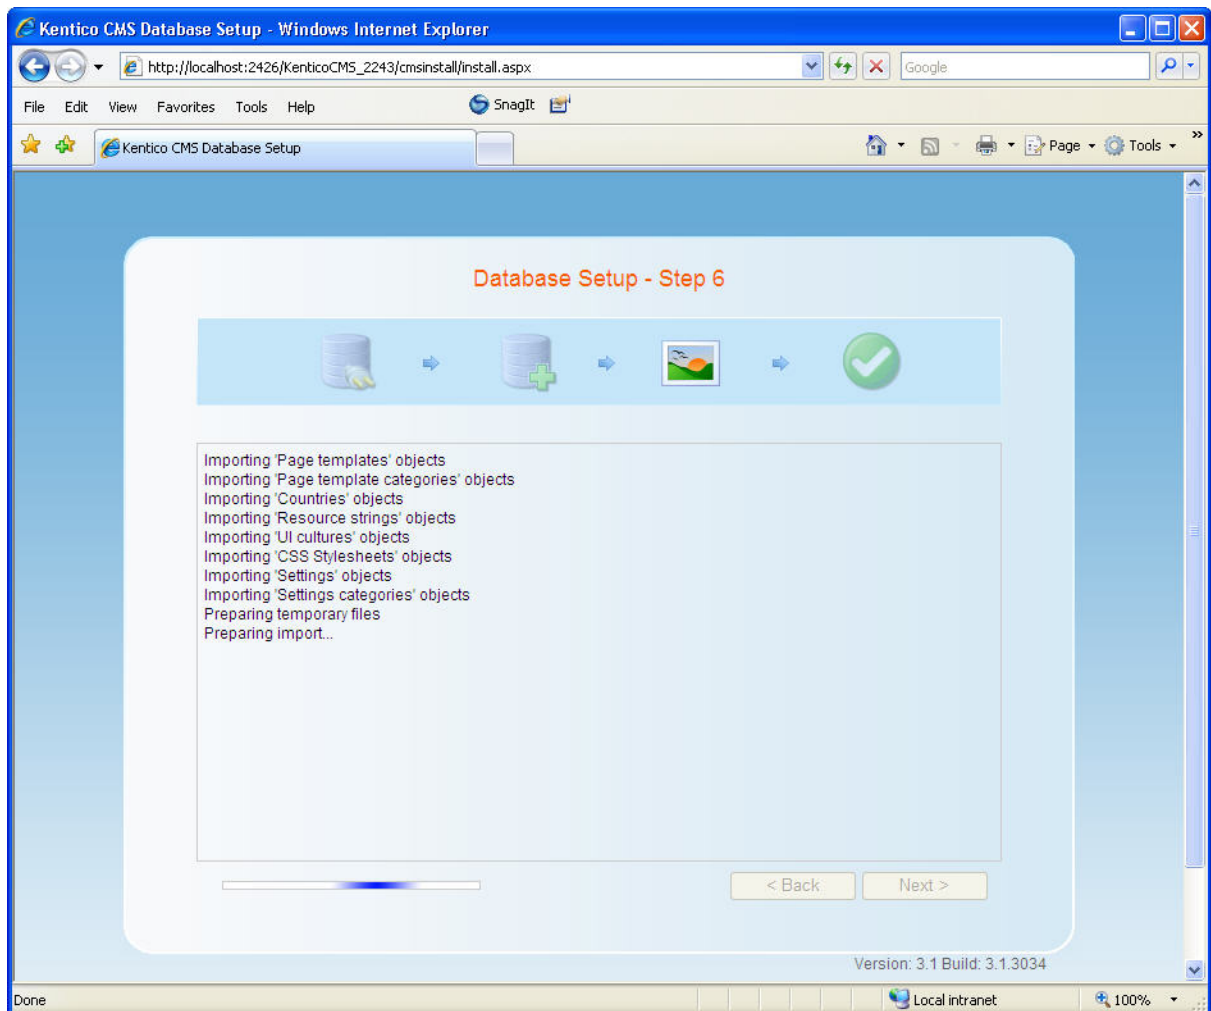 Kentico CMS Database Setup - Windows Internet Explorer
http://localhost:2426/KenticoCMS_2243/cmsinstall/install.aspx
Google
File Edit View Favorites Tools Help
SnagIt
Kentico CMS Database Setup
Page
Tools
Database Setup - Step 6
Importing 'Page templates' objects
Importing 'Page template categories' objects
Importing 'Countries' objects
Importing 'Resource strings' objects
Importing 'UI cultures' objects
Importing 'CSS Stylesheets' objects
Importing 'Settings' objects
Importing 'Settings categories' objects
Preparing temporary files
Preparing import...
< Back
Next >
Version: 3.1 Build: 3.1.3034
Done
Local intranet
100%